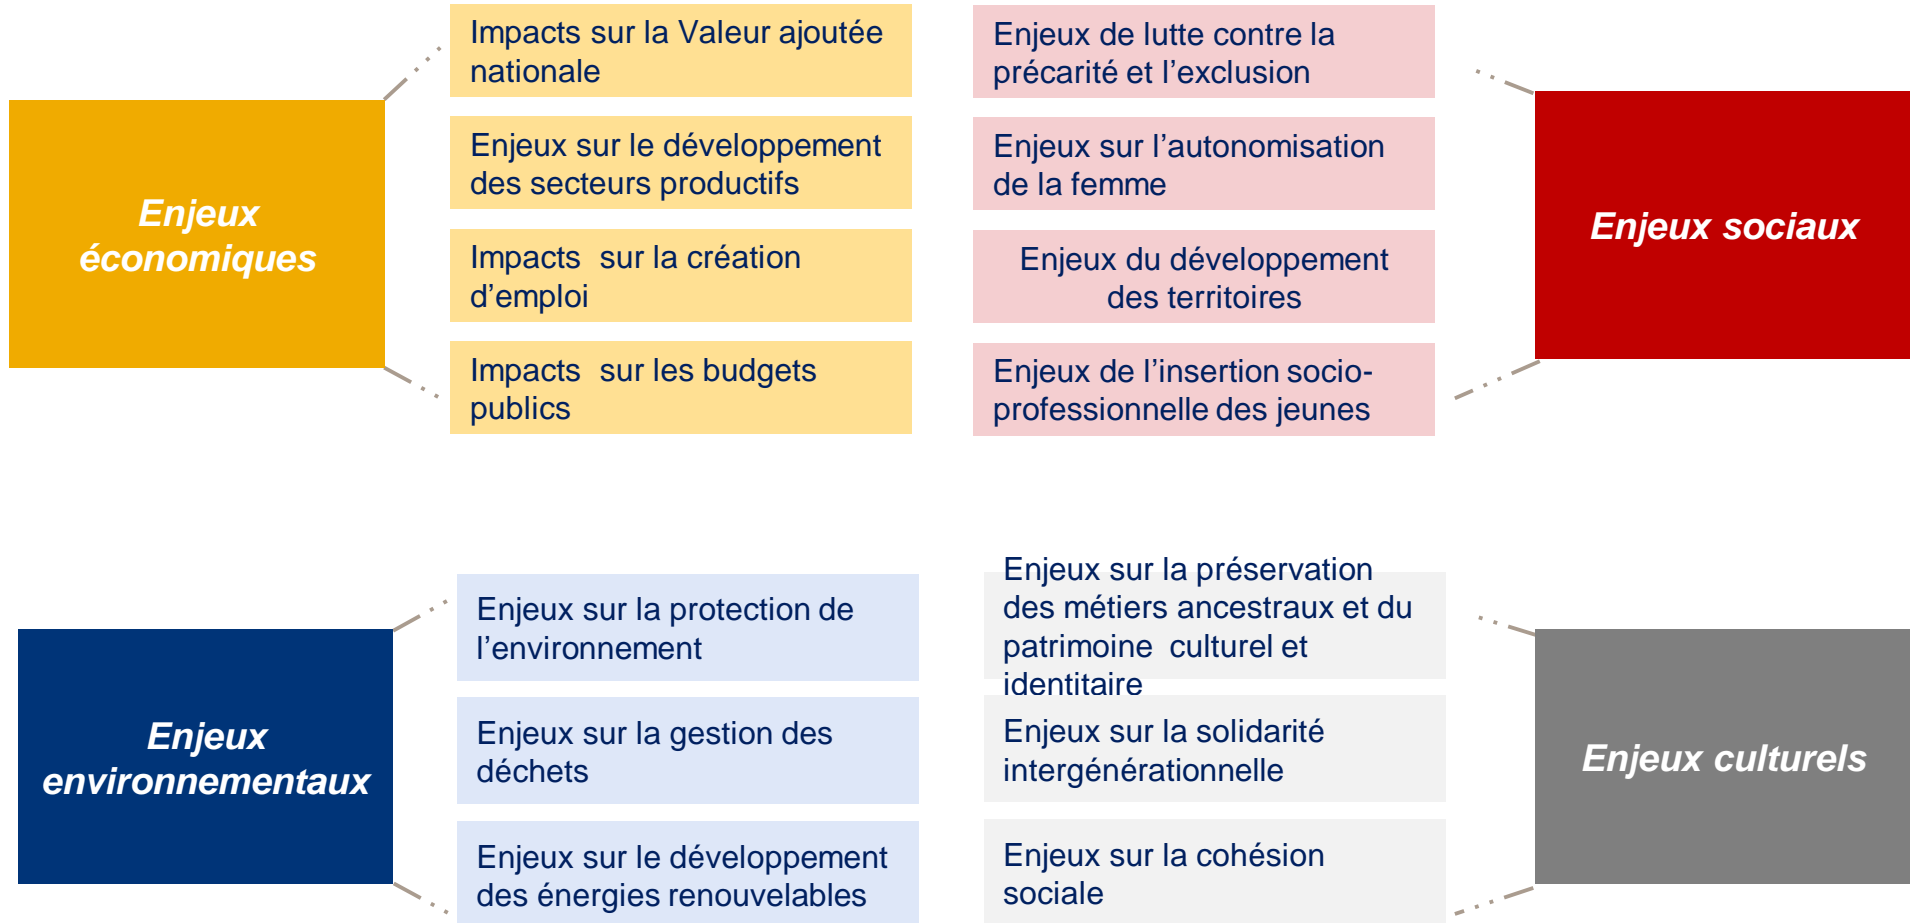 Enjeux
économiques
Impacts sur la Valeur ajoutée
nationale
Enjeux sur le développement
des secteurs productifs
Impacts  sur la création
d’emploi
Impacts  sur les budgets
publics
Enjeux de lutte contre la
précarité et l’exclusion
Enjeux sur l’autonomisation
de la femme
Enjeux du développement
des territoires
Enjeux de l’insertion socio-
professionnelle des jeunes
Enjeux sociaux
Enjeux
environnementaux
Enjeux sur la protection de
l’environnement
Enjeux sur la gestion des
déchets
Enjeux sur le développement
des énergies renouvelables
Enjeux sur la préservation
des métiers ancestraux et du
patrimoine  culturel et
identitaire
Enjeux sur la solidarité
intergénérationnelle
Enjeux sur la cohésion
sociale
Enjeux culturels